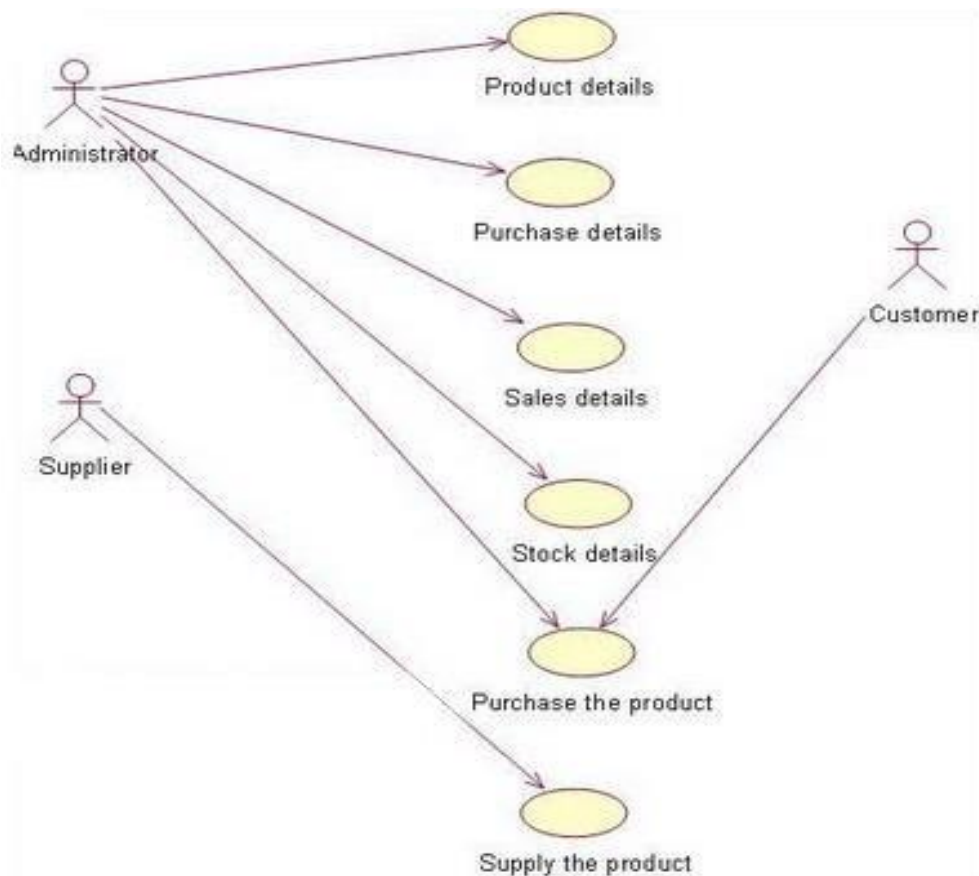 Product details
Administrator
Purchase details
Customer
Sales details
Supplier
Stock details
Purchase the product
Supply the product